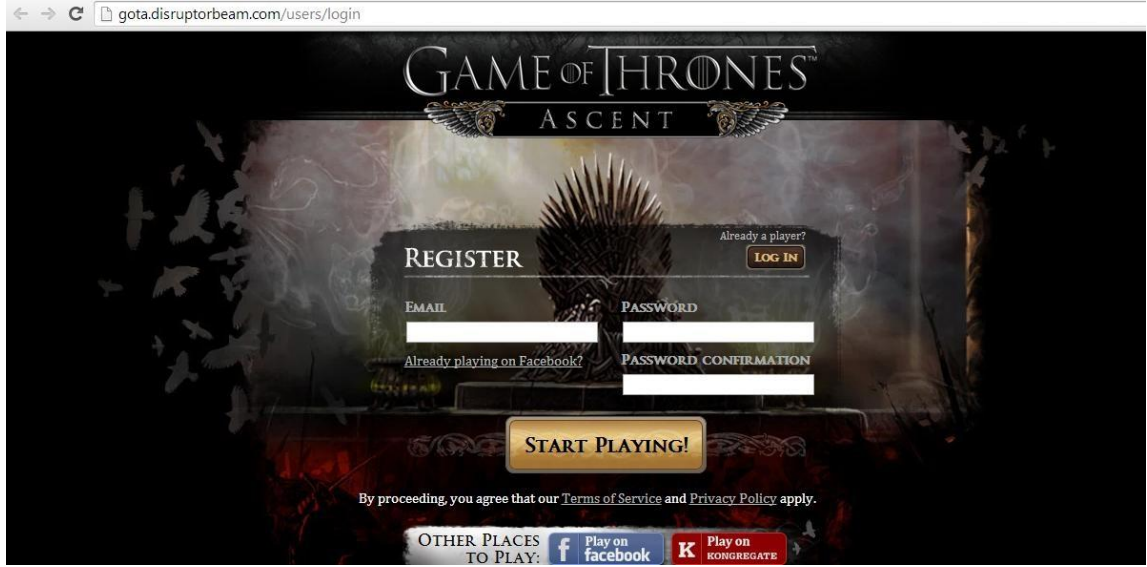 gota.disruptorbeam.com/users/login
GAME OF THRONES™
ASCENT
Already a player?
REGISTER
LOG IN
EMAIL
PASSWORD
Already playing on Facebook?
PASSWORD CONFIRMATION
START PLAYING!
By proceeding, you agree that our Terms of Service and Privacy Policy apply.
OTHER PLACES
TO PLAY:
f Play on
facebook
K Play on
KONGREGATE